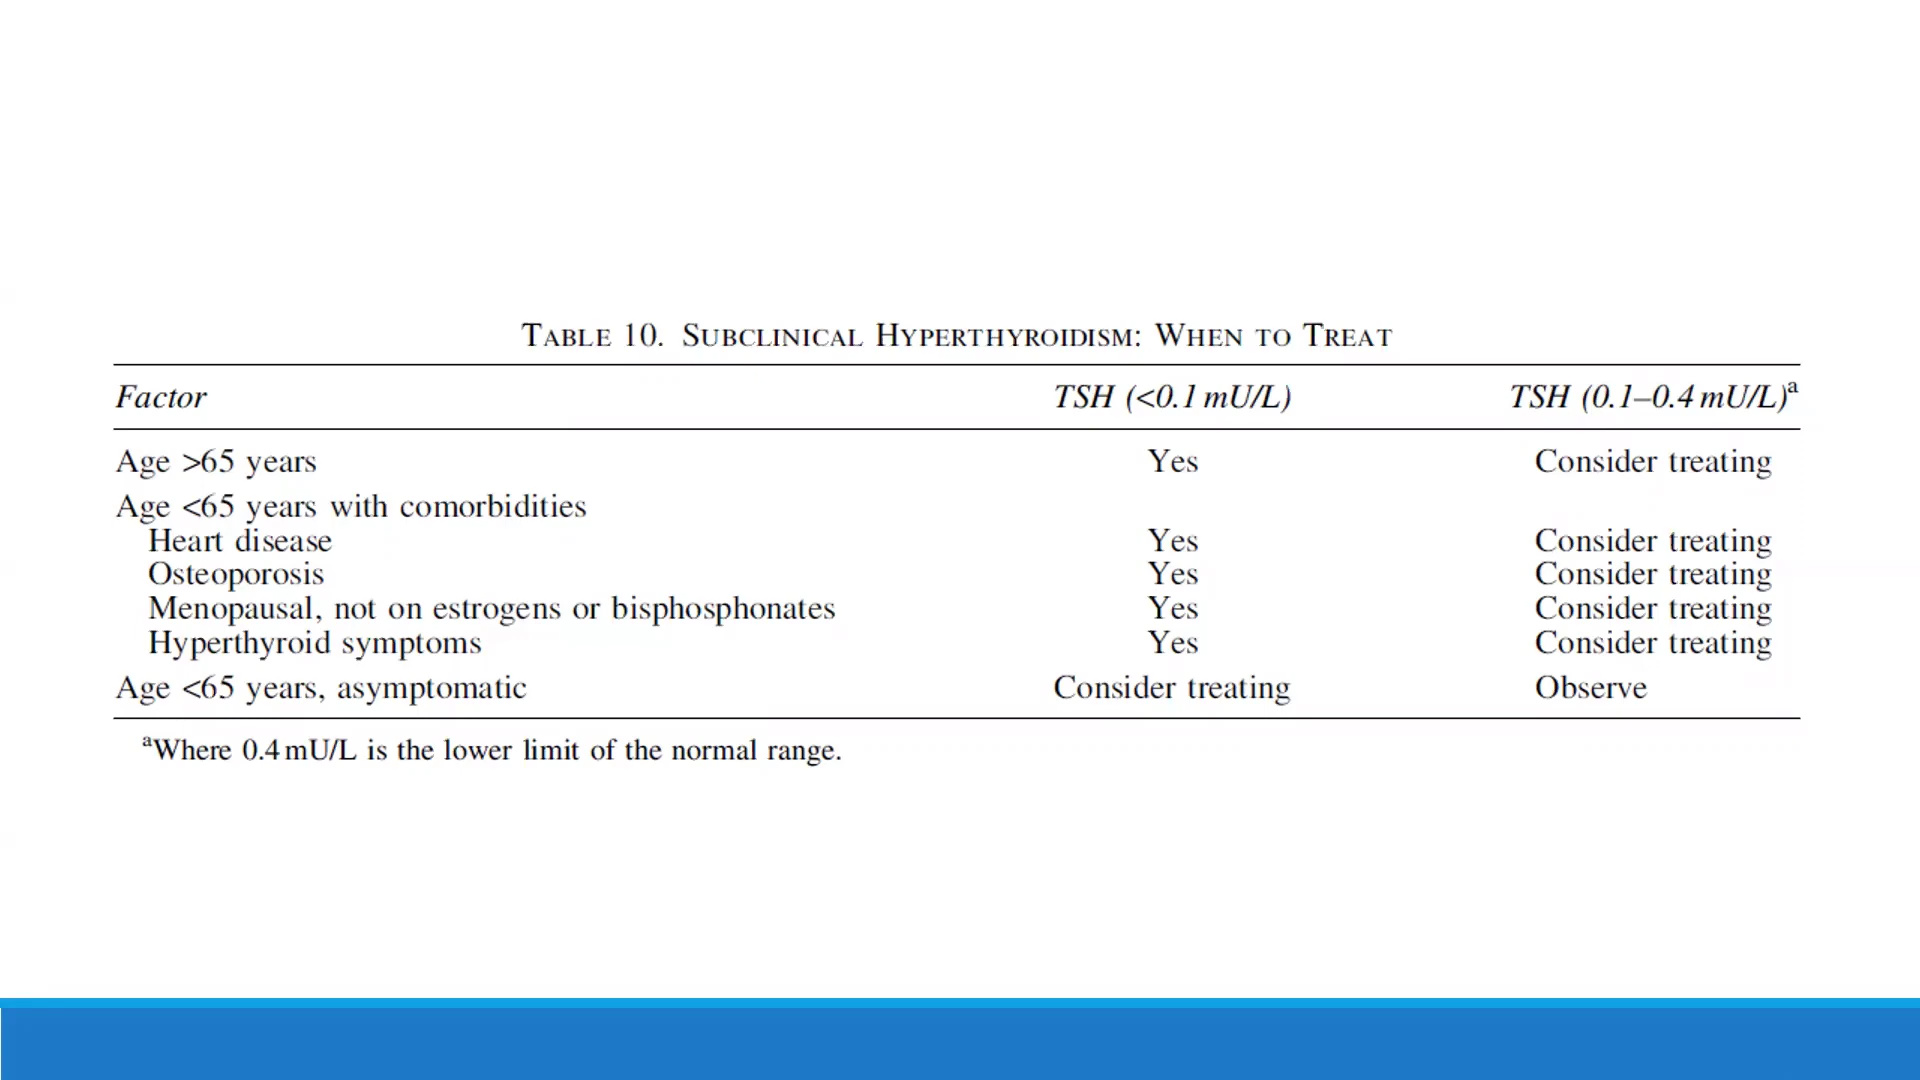 TABLE 10. SUBCLINICAL HYPERTHYROIDISM: WHEN TO TREAT
Factor TSH (<0.1 mU/L) TSH (0.1–0.4 mU/L)a
Age >65 years Yes Consider treating
Age <65 years with comorbidities
Heart disease Yes Consider treating
Osteoporosis Yes Consider treating
Menopausal, not on estrogens or bisphosphonates Yes Consider treating
Hyperthyroid symptoms Yes Consider treating
Age <65 years, asymptomatic Consider treating Observe
aWhere 0.4 mU/L is the lower limit of the normal range.